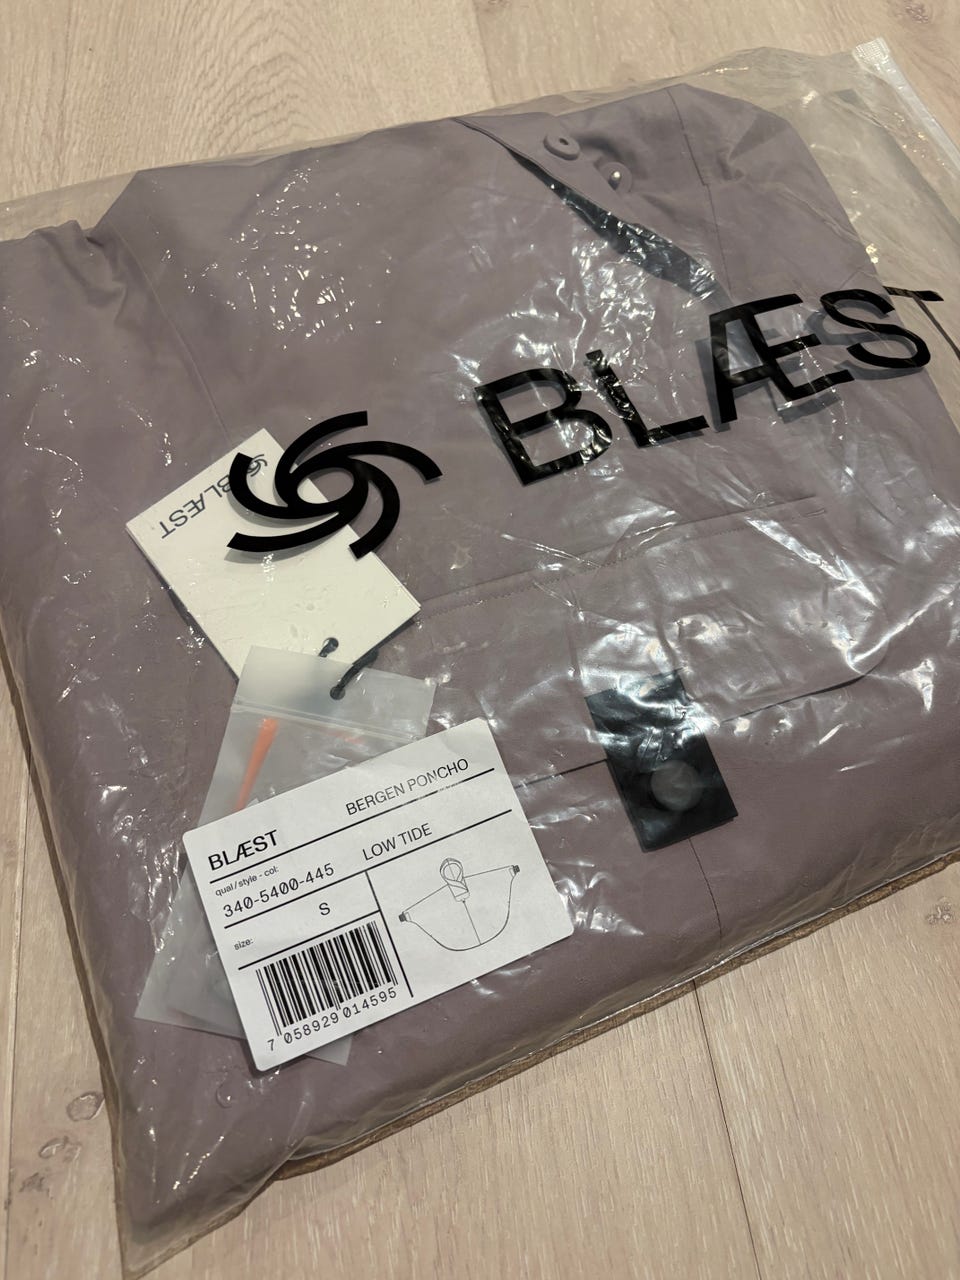 BLÆST
BLÆST
BERGEN PONCHO
BLÆST
qual / style - col:
LOW TIDE
340-5400-445
S
size:
7 058929 014595